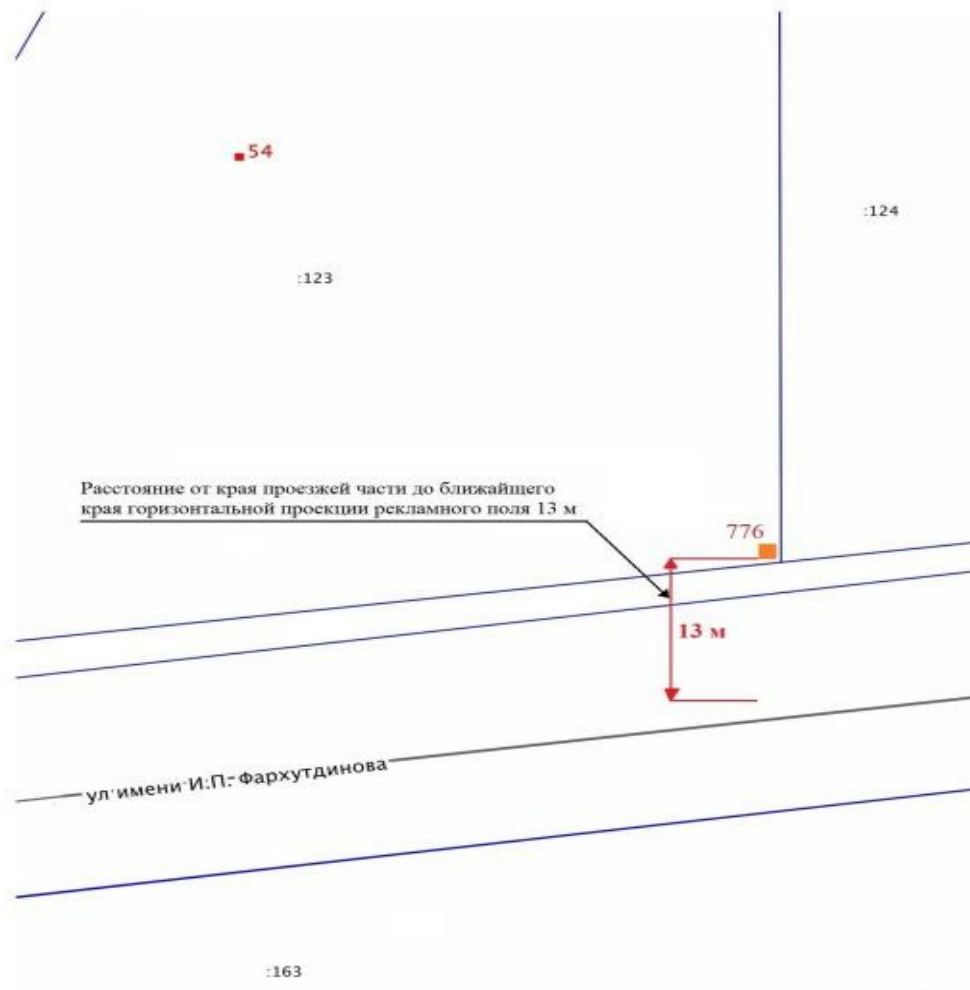 54
:124
:123
Расстояние от края проезжей части до ближайщего
края горизонтальной проекции рекламного поля 13 м
776
13 м
ул имени И.П. Фархутдинова
:163